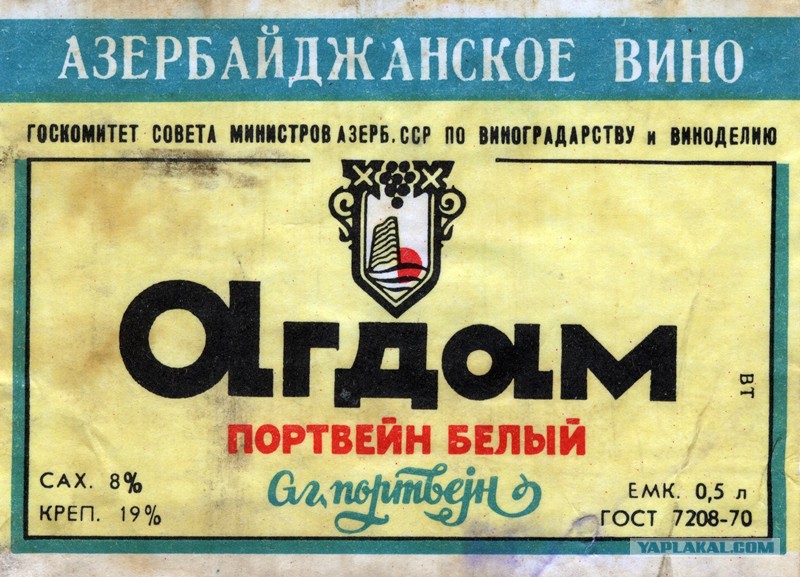 АЗЕРБАЙДЖАНСКОЕ ВИНО
ГОСКОМИТЕТ СОВЕТА МИНИСТРОВ АЗЕРБ. ССР ПО ВИНОГРАДАРСТВУ и ВИНОДЕЛИЮ
Агдам
ВТ
ПОРТВЕЙН БЕЛЫЙ
САХ. 8%
КРЕП. 19%
Ағ портвејн
ЕМК. 0,5 л
ГОСТ 7208-70
YAPLAKAL.COM